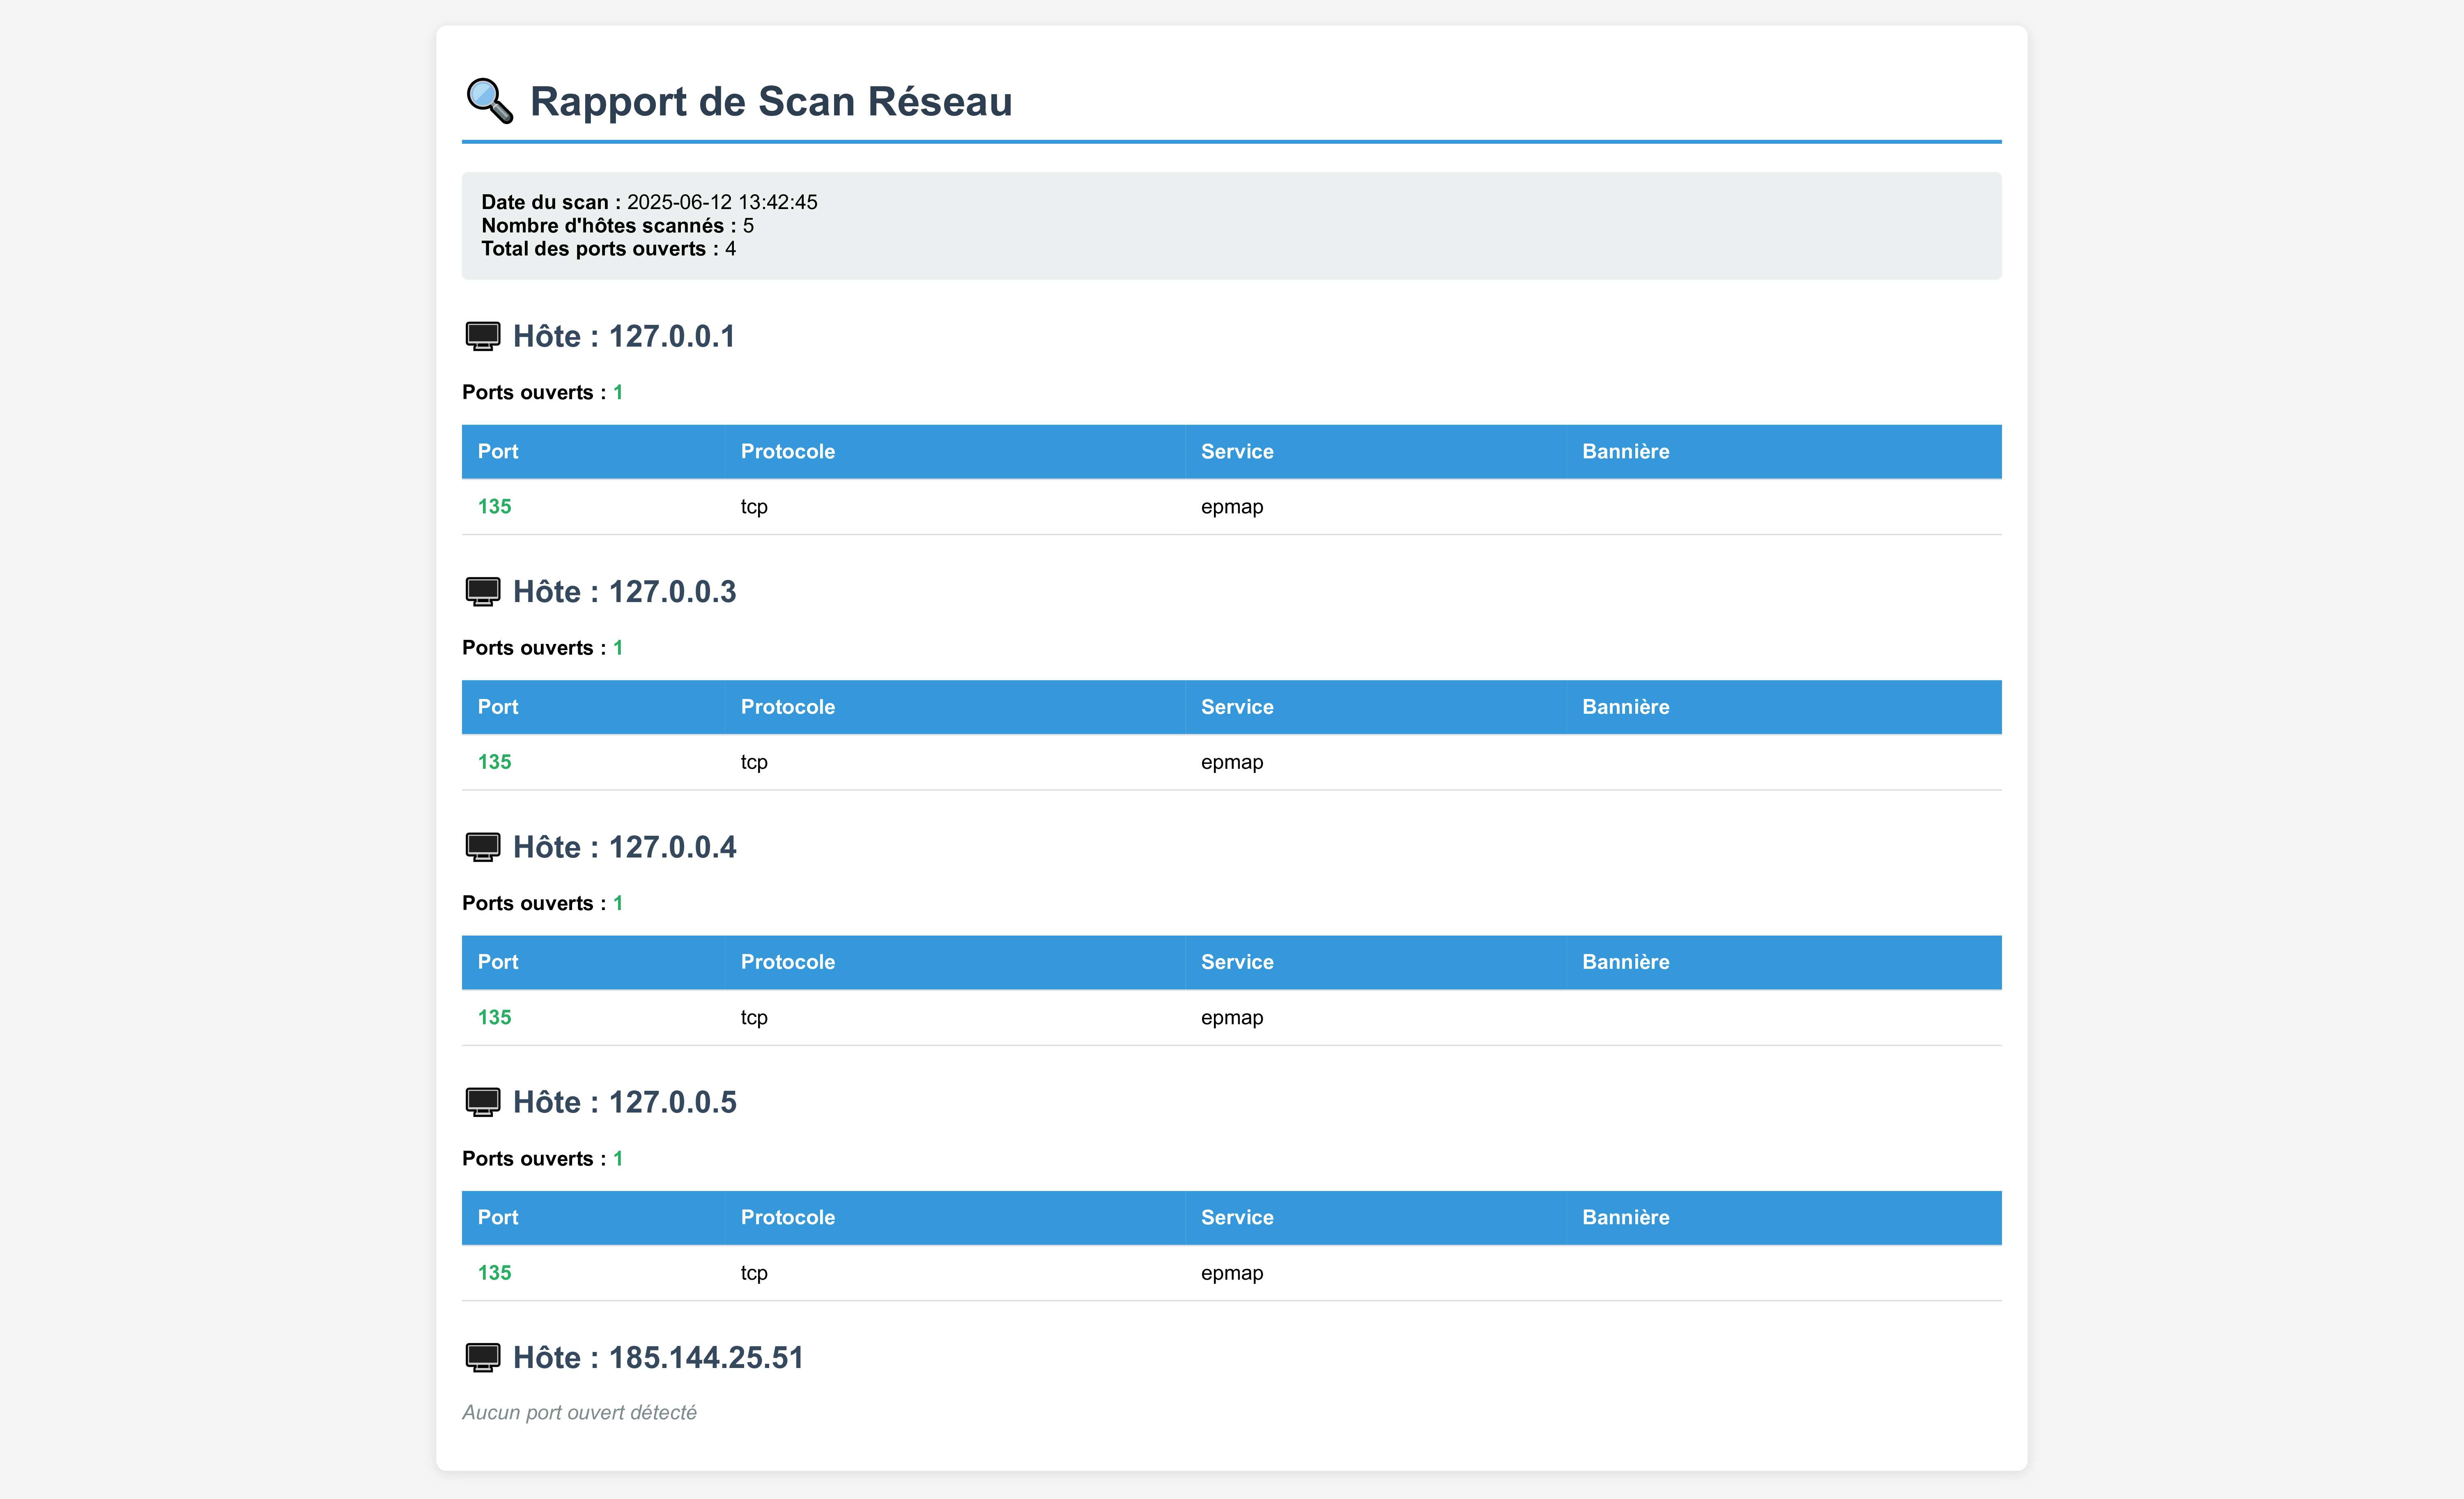 Rapport de Scan Réseau
Date du scan : 2025-06-12 13:42:45
Nombre d'hôtes scannés : 5
Total des ports ouverts : 4
Hôte : 127.0.0.1
Ports ouverts : 1
Port Protocole Service Bannière
135 tcp epmap
Hôte : 127.0.0.3
Ports ouverts : 1
Port Protocole Service Bannière
135 tcp epmap
Hôte : 127.0.0.4
Ports ouverts : 1
Port Protocole Service Bannière
135 tcp epmap
Hôte : 127.0.0.5
Ports ouverts : 1
Port Protocole Service Bannière
135 tcp epmap
Hôte : 185.144.25.51
Aucun port ouvert détecté